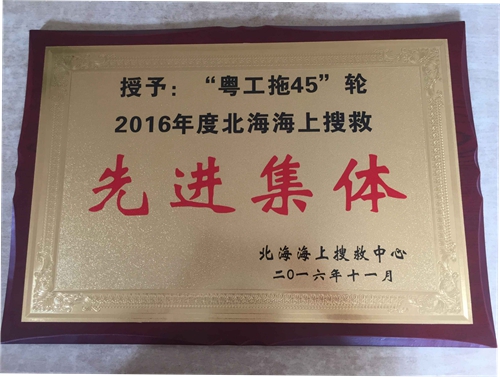 授予：“粤工拖45”轮
2016年度北海海上搜救
先进集体
北海海上搜救中心
二〇一六年十一月